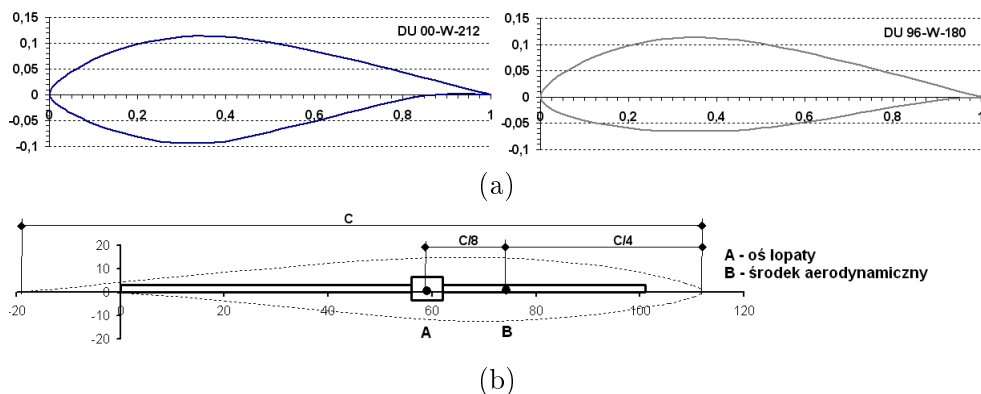 0,15
DU 00-W-212
0,1
0,05
0
0 0,2 0,4 0,6 0,8 1
-0,05
-0,1
0,15
DU 96-W-180
0,1
0,05
0
0 0,2 0,4 0,6 0,8 1
-0,05
-0,1
(a)
C
C/8 C/4
20
10
0
-20 0 60 80 100 120
-10
-20
A B
A - oś łopaty
B - środek aerodynamiczny
(b)